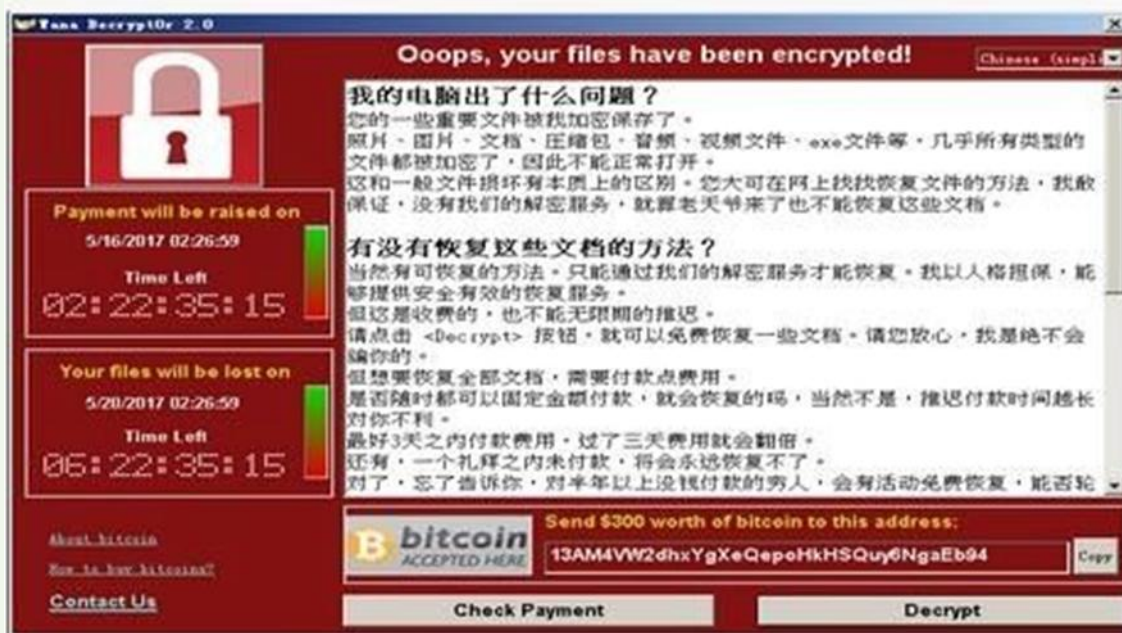 Wana Decrypt0r 2.0
Ooops, your files have been encrypted!
Chinese (simpl
我的电脑出了什么问题？
您的一些重要文件被我加密保存了。
照片、图片、文档、压缩包、音频、视频文件、exe文件等，几乎所有类型的
文件都被加密了，因此不能正常打开。
这和一般文件损坏有本质上的区别。您大可在网上找找恢复文件的方法，我敢
保证，没有我们的解密服务，就算老天爷来了也不能恢复这些文档。
有没有恢复这些文档的方法？
当然有可恢复的方法。只能通过我们的解密服务才能恢复。我以人格担保，能
够提供安全有效的恢复服务。
但这是收费的，也不能无限期的推迟。
请点击 <Decrypt> 按钮，就可以免费恢复一些文档。请您放心，我是绝不会
骗你的。
但想要恢复全部文档，需要付款点费用。
是否随时都可以固定金额付款，就会恢复的吗，当然不是，推迟付款时间越长
对你不利。
最好3天之内付款费用，过了三天费用就会翻倍。
还有，一个礼拜之内未付款，将会永远恢复不了。
对了，忘了告诉你，对半年以上没钱付款的穷人，会有活动免费恢复，能否轮
Payment will be raised on
5/16/2017 02:26:59
Time Left
02:22:35:15
Your files will be lost on
5/20/2017 02:26:59
Time Left
06:22:35:15
About bitcoin
How to buy bitcoins?
Contact Us
bitcoin
ACCEPTED HERE
Send $300 worth of bitcoin to this address:
13AM4VW2dhxYgXeQepoHkHSQuy6NgaEb94
Copy
Check Payment
Decrypt